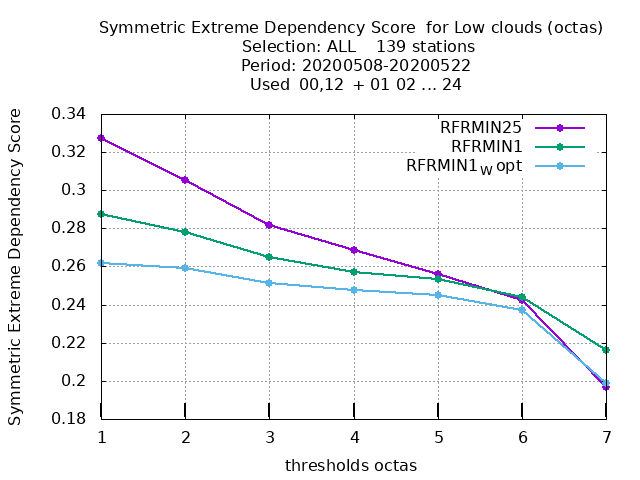 Symmetric Extreme Dependency Score  for Low clouds (octas)
Selection: ALL    139 stations
Period: 20200508-20200522
Used  00,12  + 01 02 ... 24
RFRMIN25
RFRMIN1
RFRMIN1W opt
Symmetric Extreme Dependency Score
0.34
0.32
0.3
0.28
0.26
0.24
0.22
0.2
0.18
1 2 3 4 5 6 7
thresholds octas